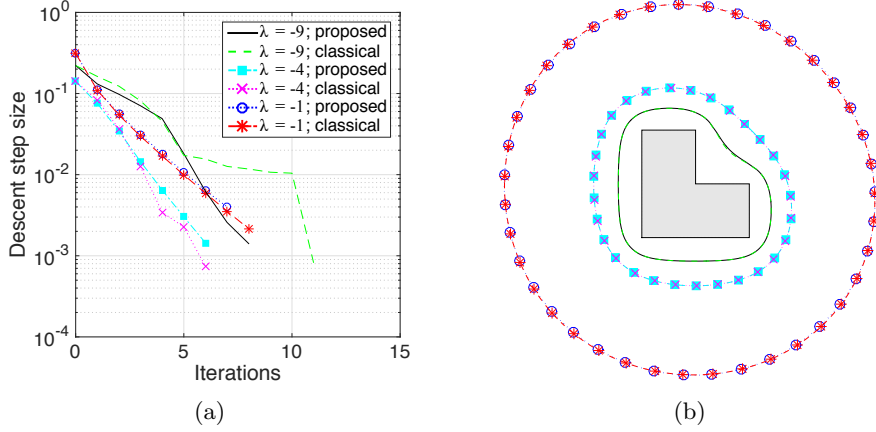 10^0
10^-1
10^-2
10^-3
10^-4
Descent step size
0 5 10 15
Iterations
λ = -9; proposed
λ = -9; classical
λ = -4; proposed
λ = -4; classical
λ = -1; proposed
λ = -1; classical
(a)
(b)